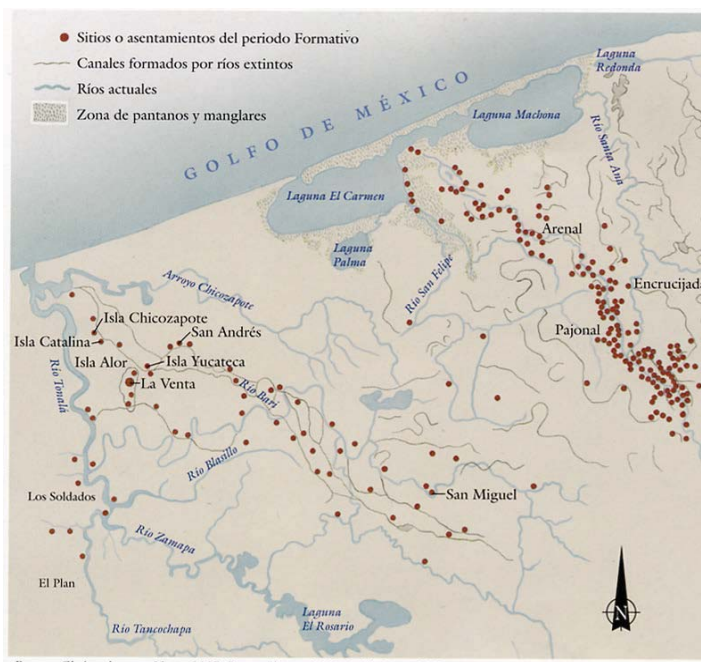 Sitios o asentamientos del periodo Formativo
Canales formados por ríos extintos
Ríos actuales
Zona de pantanos y manglares
GOLFO DE MÉXICO
Laguna
Redonda
Laguna Machona
Río Santa Ana
Laguna El Carmen
Laguna
Palma
Arenal
Río San Felipe
Arroyo Chicozapote
Encrucijada
Isla Chicozapote
San Andrés
Isla Catalina
Pajonal
Isla Alor
Isla Yucateca
La Venta
Río Tonalá
Río Bari
Río Blasillo
Los Soldados
San Miguel
Río Zamapa
El Plan
Laguna
El Rosario
Río Tancochapa
N